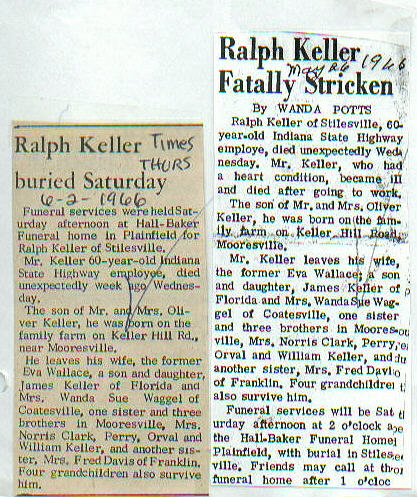 Ralph Keller
Times
THURS
buried Saturday
6-2-1966
Funeral services were held Sat-
urday afternoon at Hall-Baker
Funeral home in Plainfield for
Ralph Keller of Stilesville.
Mr. Keller 60-year-old Indiana
State Highway employee, died
unexpectedly week ago Wednes-
day.
The son of Mr. and Mrs. Oli-
ver Keller, he was born on the
family farm on Keller Hill Rd.,
near Mooresville.
He leaves his wife, the former
Eva Wallace, a son and daughter,
James Keller of Florida and
Mrs. Wanda Sue Waggel of
Coatesville, one sister and three
brothers in Mooresville, Mrs.
Norris Clark, Perry, Orval and
William Keller, and another sis-
ter, Mrs. Fred Davis of Franklin.
Four grandchildren also survive
him.
Ralph Keller
May 26 1966
Fatally Stricken
By WANDA POTTS
Ralph Keller of Stilesville, 60-
year-old Indiana State Highway
employe, died unexpectedly Wed-
nesday. Mr. Keller, who had
a heart condition, became ill
and died after going to work.
The son of Mr. and Mrs. Oliver
Keller, he was born on the fam-
ily farm on Keller Hill Road,
Mooresville.
Mr. Keller leaves his wife,
the former Eva Wallace; a son
and daughter, James Keller of
Florida and Mrs. Wanda Sue Wag-
gel of Coatesville, one sister
and three brothers in Moores-
ville, Mrs. Norris Clark, Perry,
Orval and William Keller, and
another sister, Mrs. Fred Davi
of Franklin. Four grandchildren
also survive him.
Funeral services will be Sat
urday afternoon at 2 o'clock a
the Hall-Baker Funeral Home
Plainfield, with burial in Stiles-
ville. Friends may call at th
funeral home after 1 o'cloc